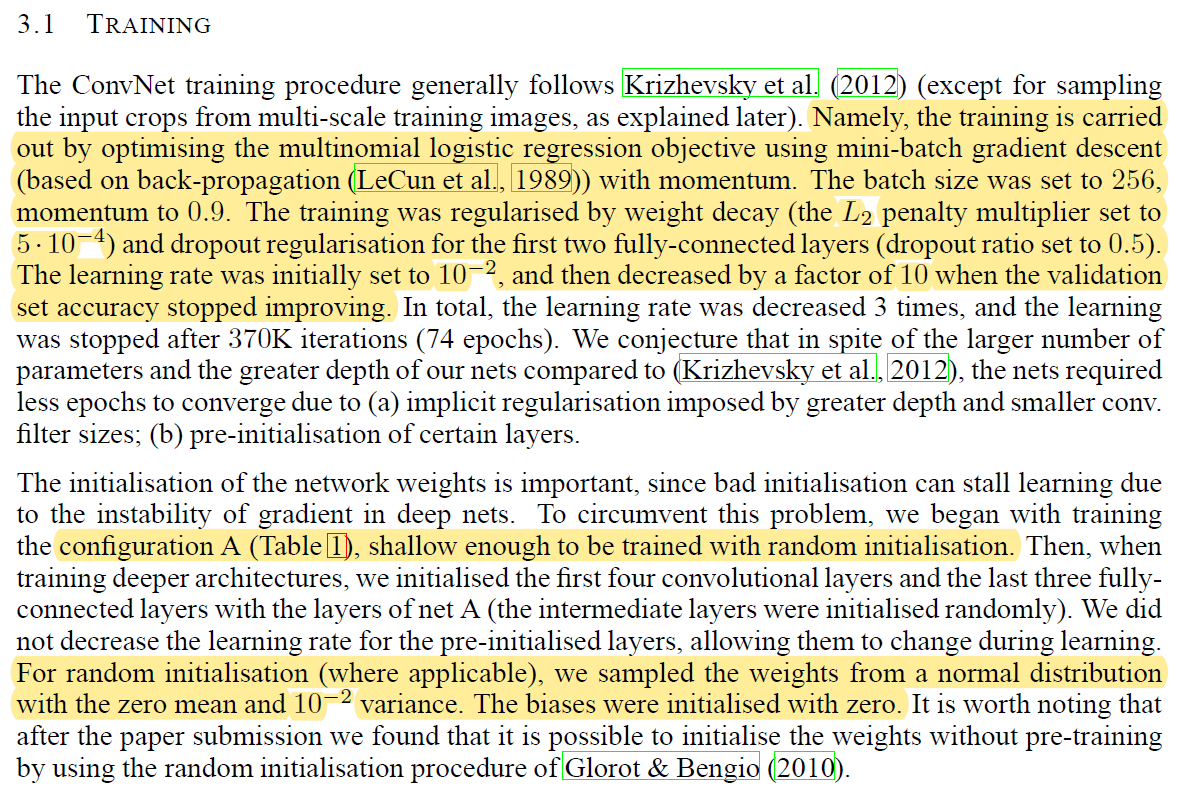 3.1 TRAINING
The ConvNet training procedure generally follows Krizhevsky et al. (2012) (except for sampling
the input crops from multi-scale training images, as explained later). Namely, the training is carried
out by optimising the multinomial logistic regression objective using mini-batch gradient descent
(based on back-propagation (LeCun et al., 1989)) with momentum. The batch size was set to 256,
momentum to 0.9. The training was regularised by weight decay (the L₂ penalty multiplier set to
5 · 10⁻⁴) and dropout regularisation for the first two fully-connected layers (dropout ratio set to 0.5).
The learning rate was initially set to 10⁻², and then decreased by a factor of 10 when the validation
set accuracy stopped improving. In total, the learning rate was decreased 3 times, and the learning
was stopped after 370K iterations (74 epochs). We conjecture that in spite of the larger number of
parameters and the greater depth of our nets compared to (Krizhevsky et al., 2012), the nets required
less epochs to converge due to (a) implicit regularisation imposed by greater depth and smaller conv.
filter sizes; (b) pre-initialisation of certain layers.
The initialisation of the network weights is important, since bad initialisation can stall learning due
to the instability of gradient in deep nets. To circumvent this problem, we began with training
the configuration A (Table 1), shallow enough to be trained with random initialisation. Then, when
training deeper architectures, we initialised the first four convolutional layers and the last three fully-
connected layers with the layers of net A (the intermediate layers were initialised randomly). We did
not decrease the learning rate for the pre-initialised layers, allowing them to change during learning.
For random initialisation (where applicable), we sampled the weights from a normal distribution
with the zero mean and 10⁻² variance. The biases were initialised with zero. It is worth noting that
after the paper submission we found that it is possible to initialise the weights without pre-training
by using the random initialisation procedure of Glorot & Bengio (2010).